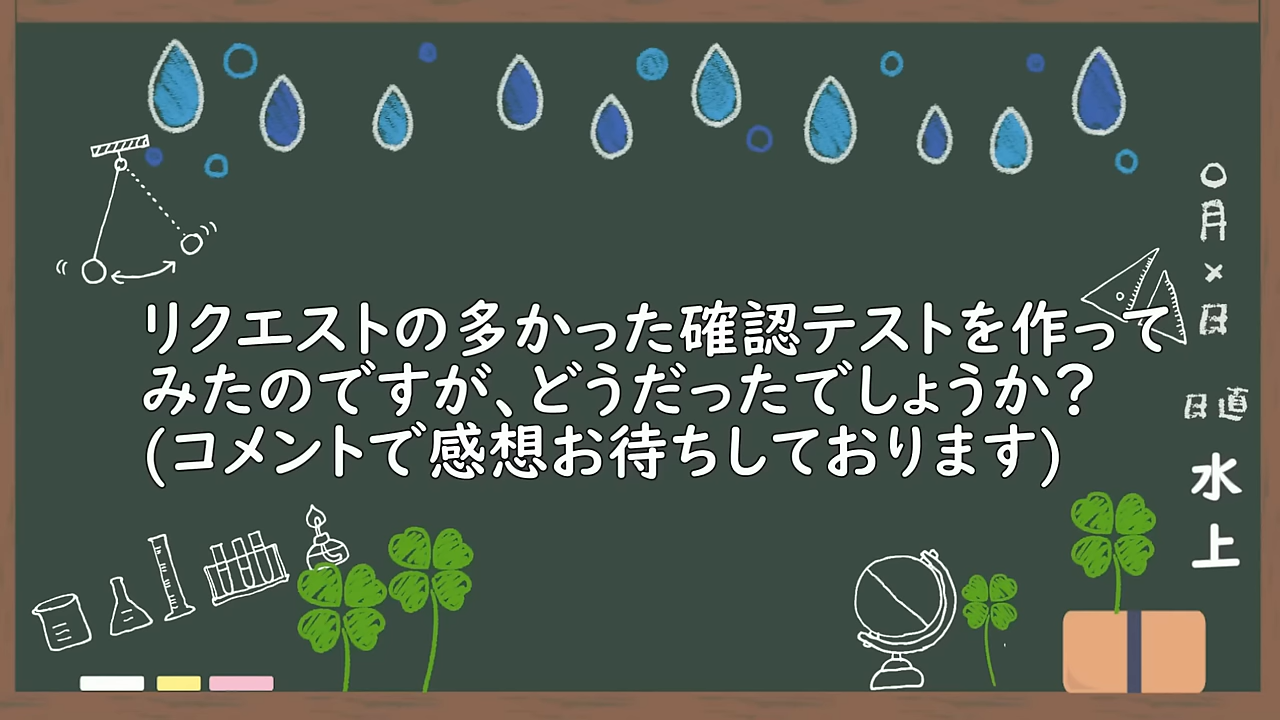 リクエストの多かった確認テストを作って
みたのですが、どうだったでしょうか？
(コメントで感想お待ちしております)
〇月×日
日直
水上